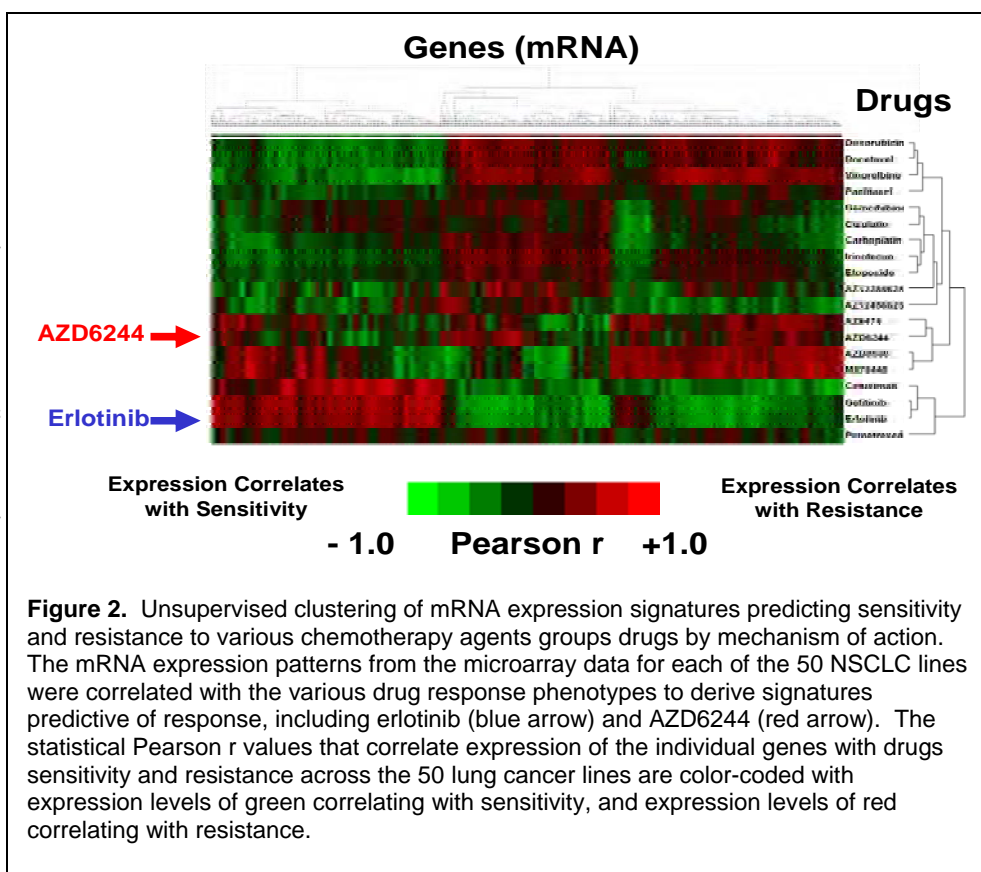 Genes (mRNA)
Drugs
Doxorubicin
Docetaxel
Vinorelbine
Paclitaxel
Gemcitabine
Cisplatin
Carboplatin
Irinotecan
Etoposide
AZD6244
Cetuximab
Gefitinib
Erlotinib
Pemetrexed
AZD6244
Erlotinib
Expression Correlates
with Sensitivity
Expression Correlates
with Resistance
- 1.0 Pearson r +1.0
Figure 2. Unsupervised clustering of mRNA expression signatures predicting sensitivity
and resistance to various chemotherapy agents groups drugs by mechanism of action.
The mRNA expression patterns from the microarray data for each of the 50 NSCLC lines
were correlated with the various drug response phenotypes to derive signatures
predictive of response, including erlotinib (blue arrow) and AZD6244 (red arrow). The
statistical Pearson r values that correlate expression of the individual genes with drugs
sensitivity and resistance across the 50 lung cancer lines are color-coded with
expression levels of green correlating with sensitivity, and expression levels of red
correlating with resistance.